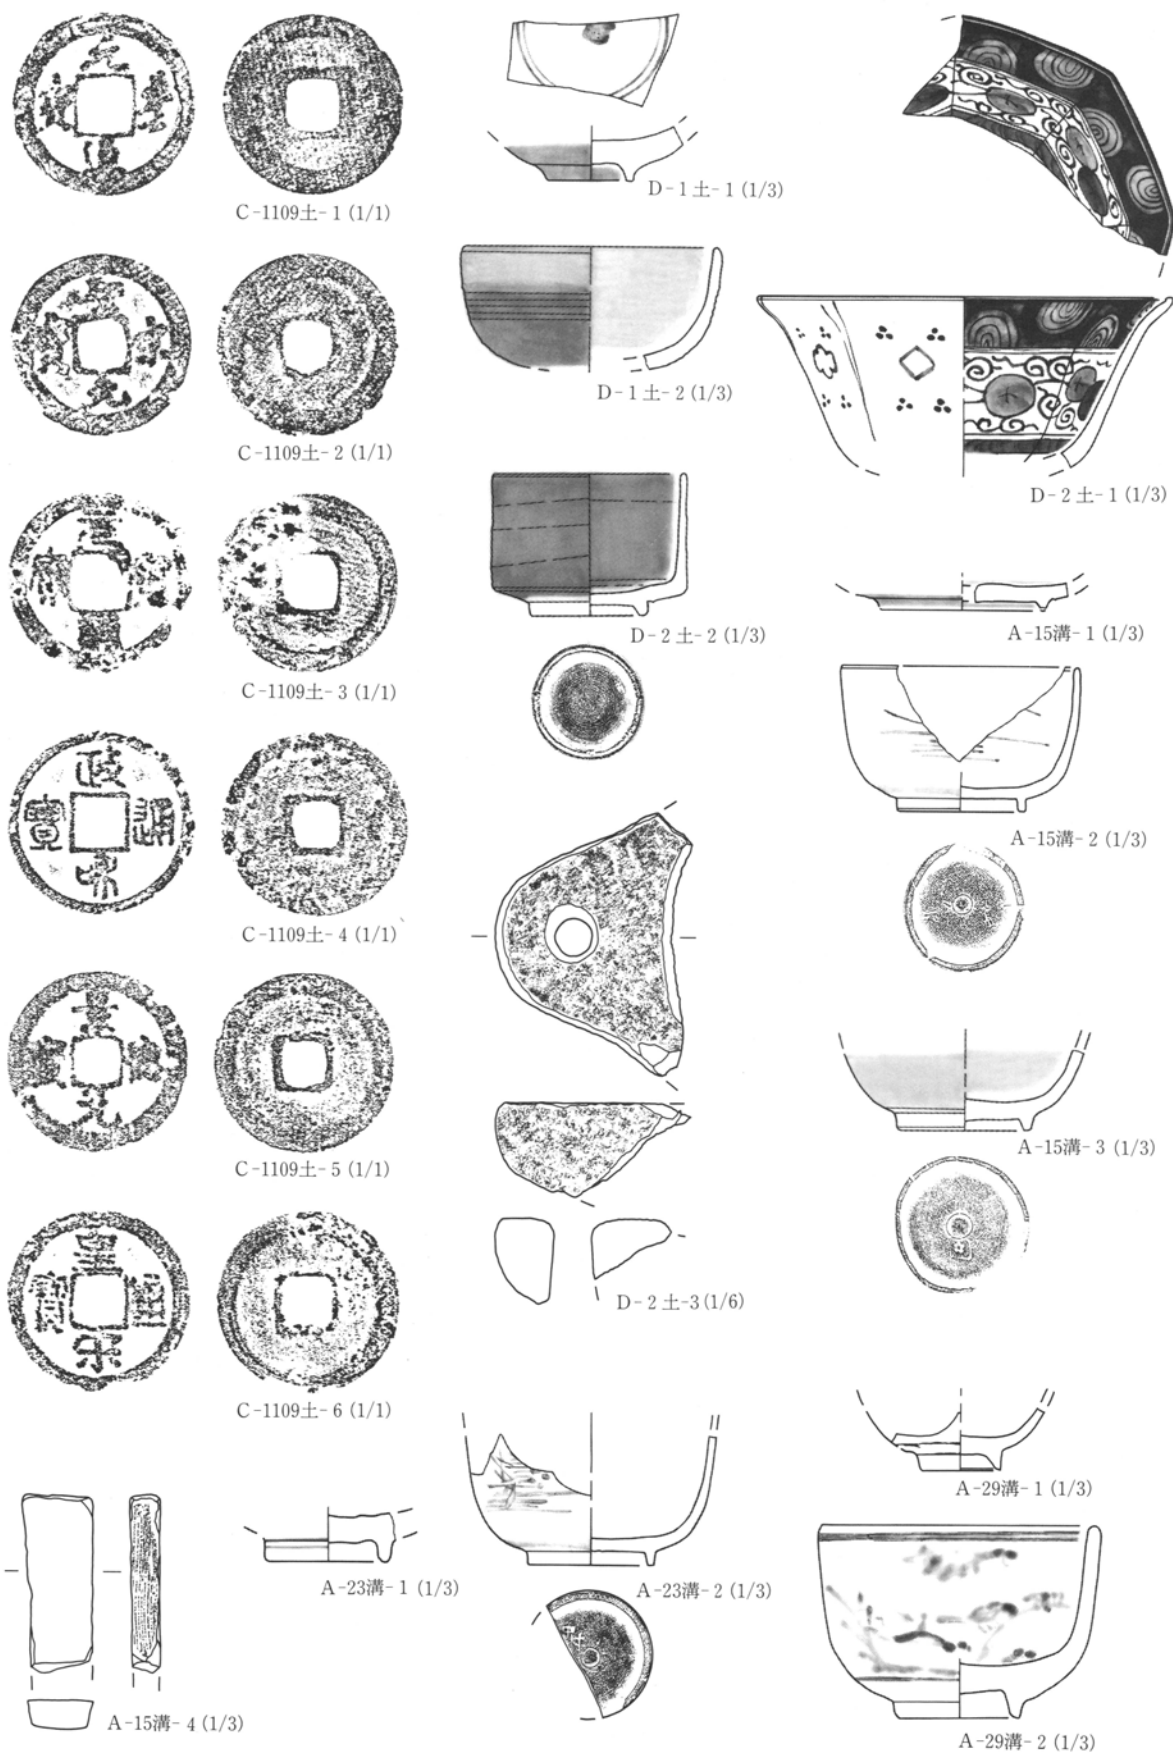 C-1109土-1 (1/1)
C-1109土-2 (1/1)
C-1109土-3 (1/1)
政
通
寳
和
C-1109土-4 (1/1)
C-1109土-5 (1/1)
皇
通
寳
宋
C-1109土-6 (1/1)
A-15溝-4 (1/3)
A-23溝-1 (1/3)
D-1土-1 (1/3)
D-1土-2 (1/3)
D-2土-2 (1/3)
D-2土-3 (1/6)
A-23溝-2 (1/3)
D-2土-1 (1/3)
A-15溝-1 (1/3)
A-15溝-2 (1/3)
A-15溝-3 (1/3)
A-29溝-1 (1/3)
A-29溝-2 (1/3)